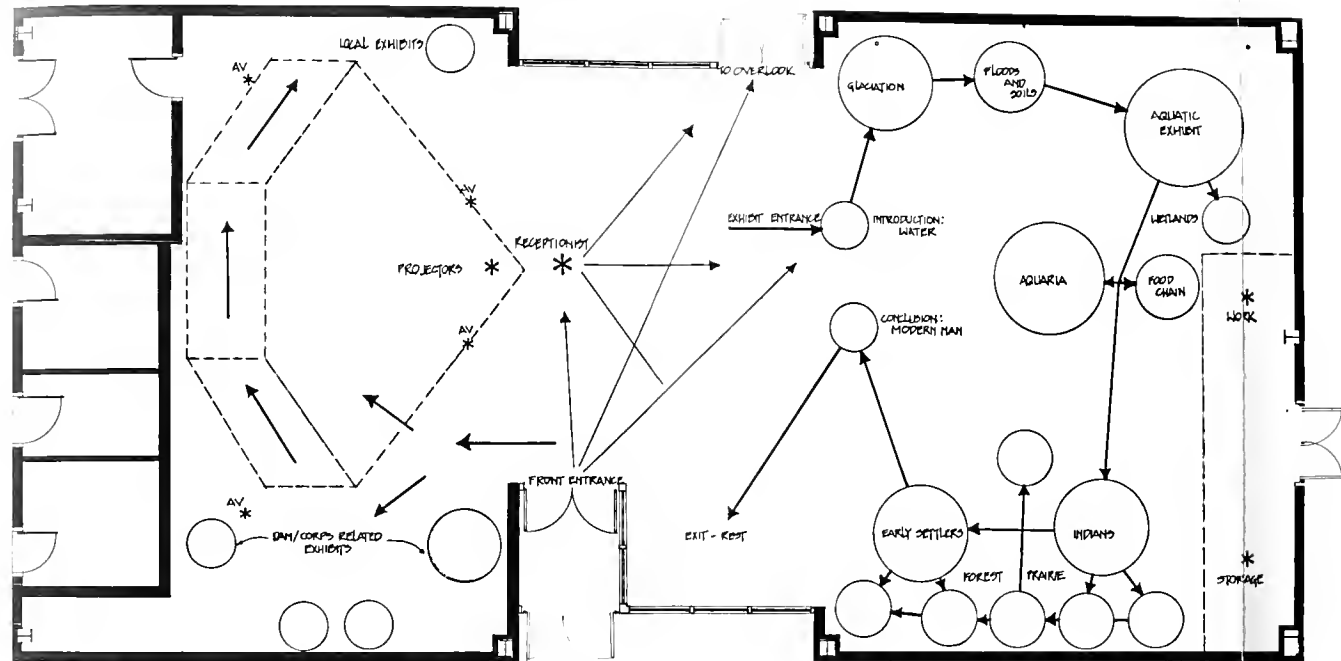 LOCAL EXHIBITS
AV
TO OVERLOOK
GLACIATION
FLOODS
AND
SOILS
AQUATIC
EXHIBIT
AV
EXHIBIT ENTRANCE
INTRODUCTION:
WATER
WETLANDS
RECEPTIONIST
PROJECTORS
AQUARIA
FOOD
CHAIN
WORK
CONCLUSION:
MODERN MAN
AV
FRONT ENTRANCE
AV
DAM/CORPS RELATED
EXHIBITS
EXIT - REST
EARLY SETTLERS
INDIANS
FOREST
PRAIRIE
STORAGE